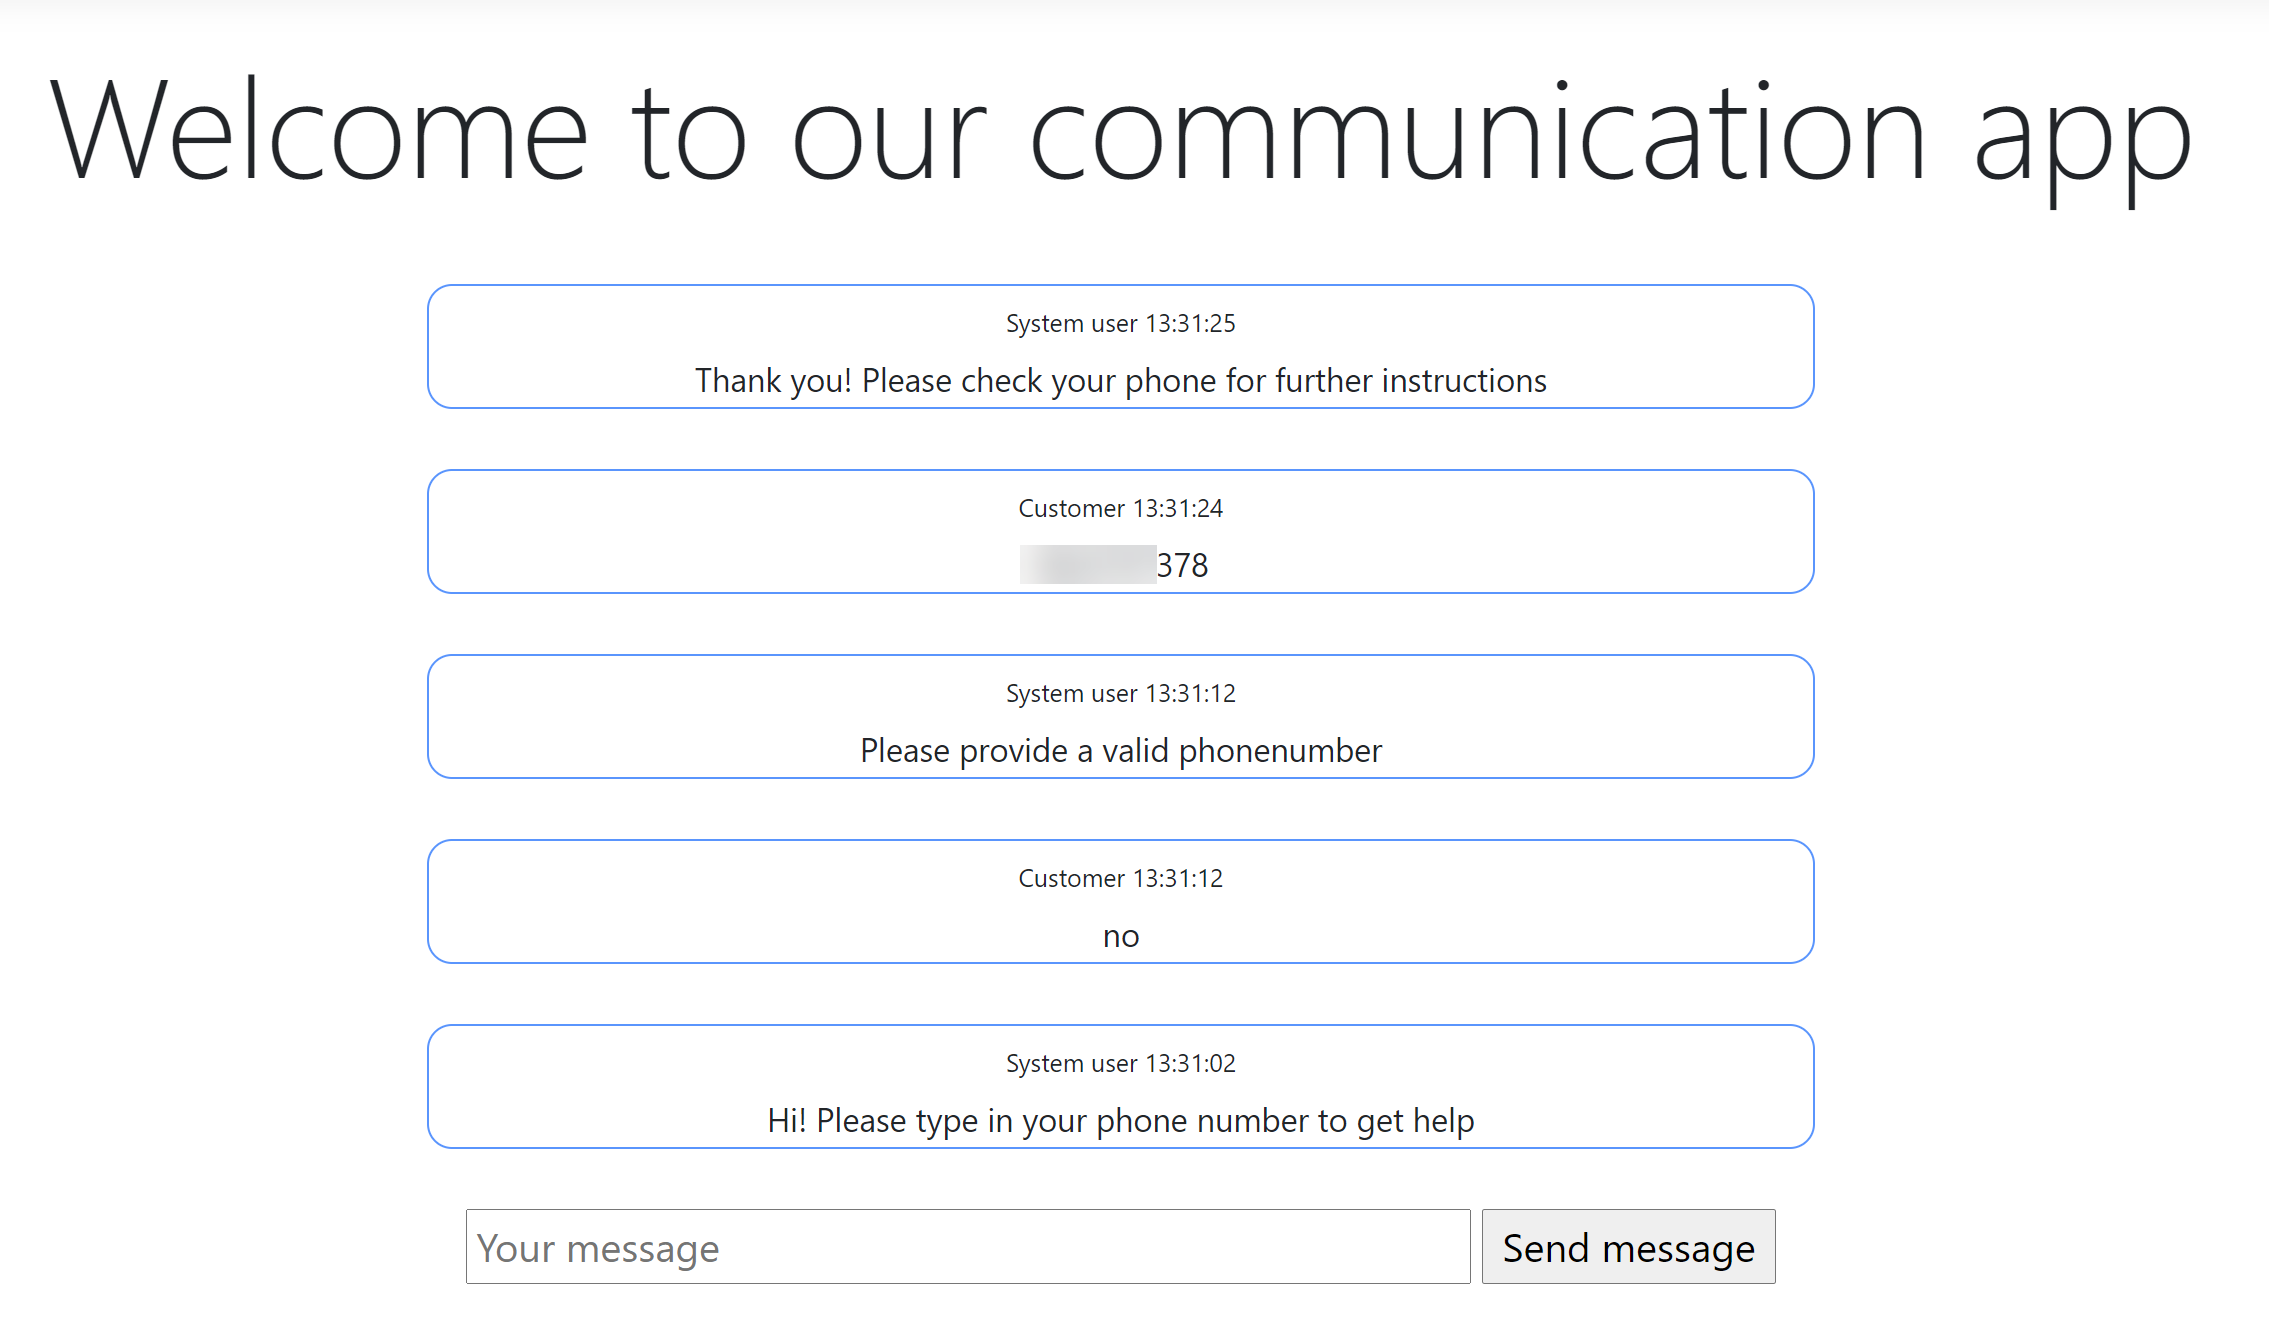 Welcome to our communication app
System user 13:31:25
Thank you! Please check your phone for further instructions
Customer 13:31:24
378
System user 13:31:12
Please provide a valid phonenumber
Customer 13:31:12
no
System user 13:31:02
Hi! Please type in your phone number to get help
Your message
Send message